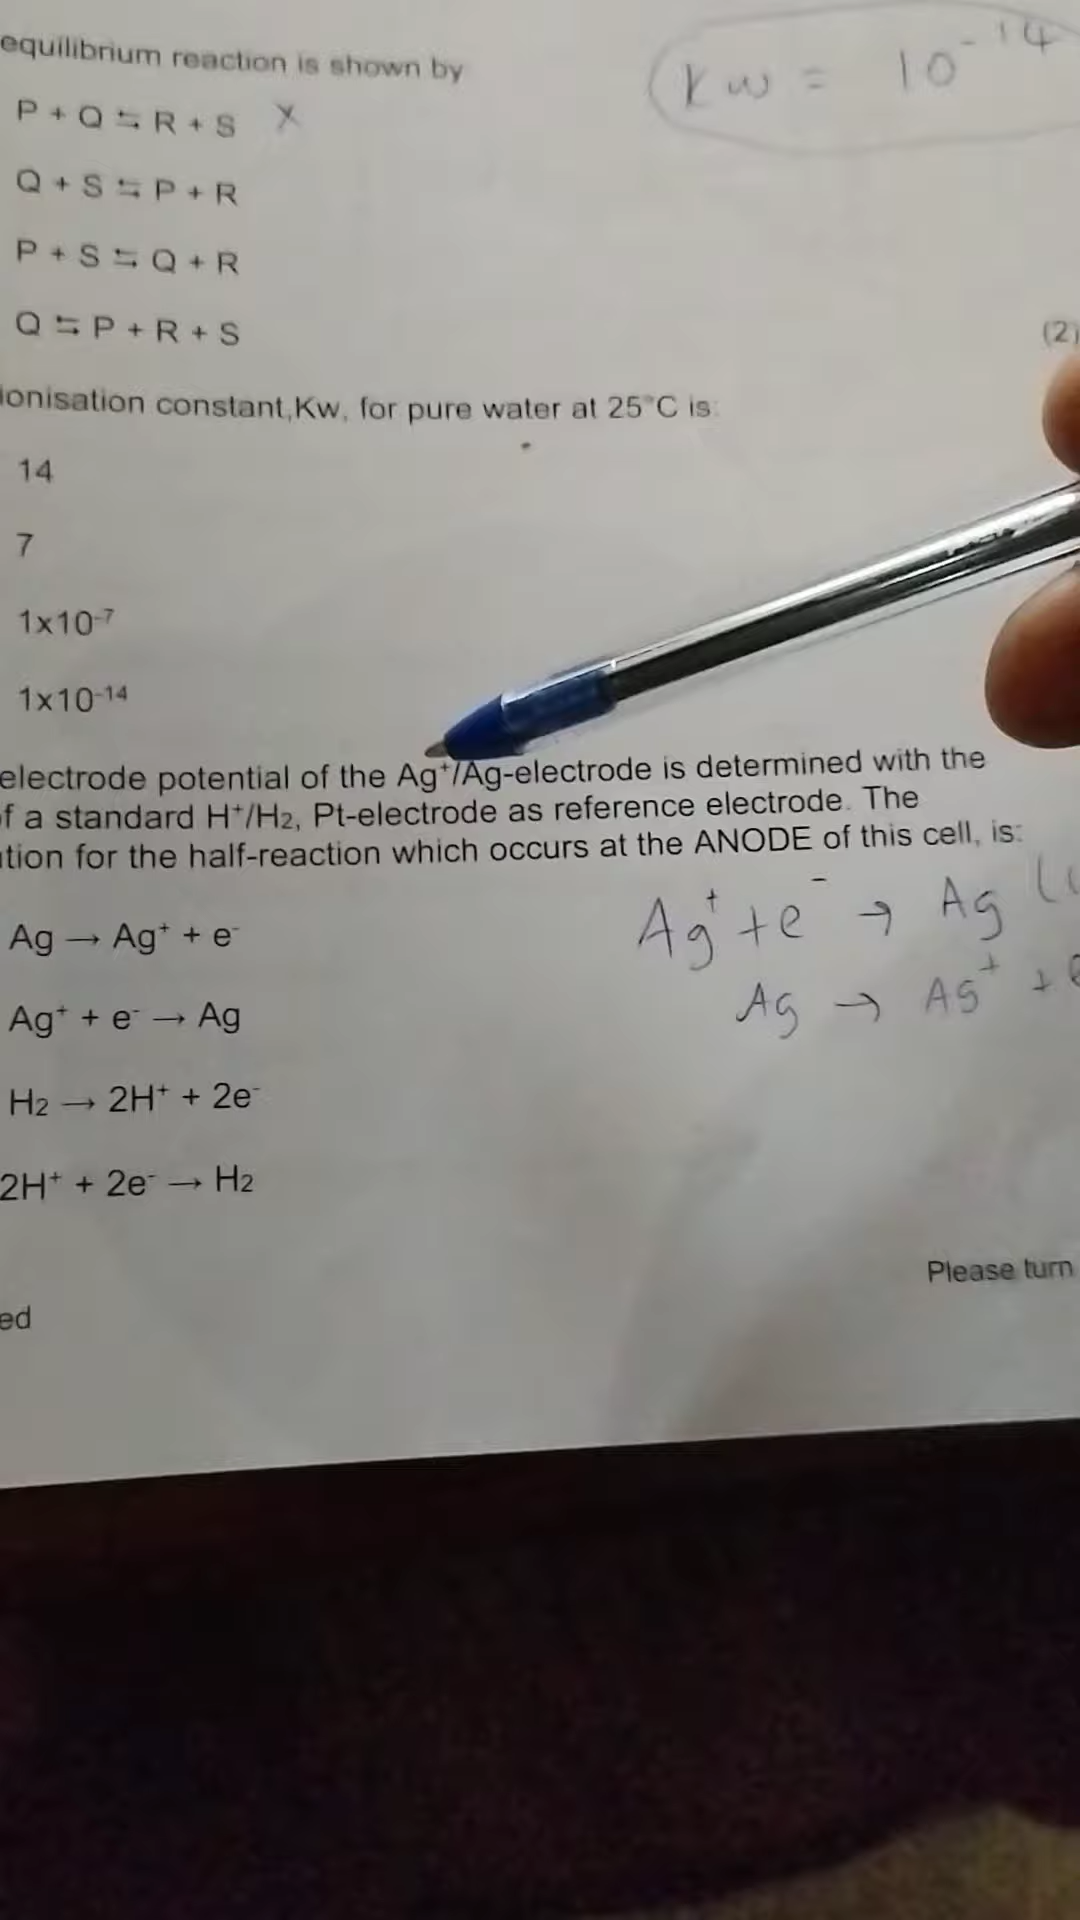 equilibrium reaction is shown by
Kw = 10⁻¹⁴
P + Q ⇆ R + S X
Q + S ⇆ P + R
P + S ⇆ Q + R
Q ⇆ P + R + S
(2)
ionisation constant,Kw, for pure water at 25°C is:
14
7
1x10⁻⁷
1x10⁻¹⁴
electrode potential of the Ag⁺/Ag-electrode is determined with the
of a standard H⁺/H₂, Pt-electrode as reference electrode. The
for the half-reaction which occurs at the ANODE of this cell, is:
Ag⁺ + e⁻ → Ag
Ag → Ag⁺ + e⁻
Ag → Ag⁺ +
Ag⁺ + e⁻ → Ag
H₂ → 2H⁺ + 2e⁻
2H⁺ + 2e⁻ → H₂
Please turn
ed